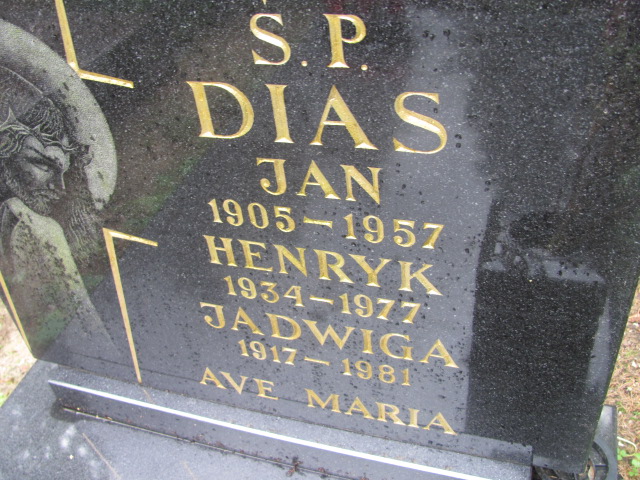 Ś.P.
DIAS
JAN
1905–1957
HENRYK
1934–1977
JADWIGA
1917–1981
AVE MARIA